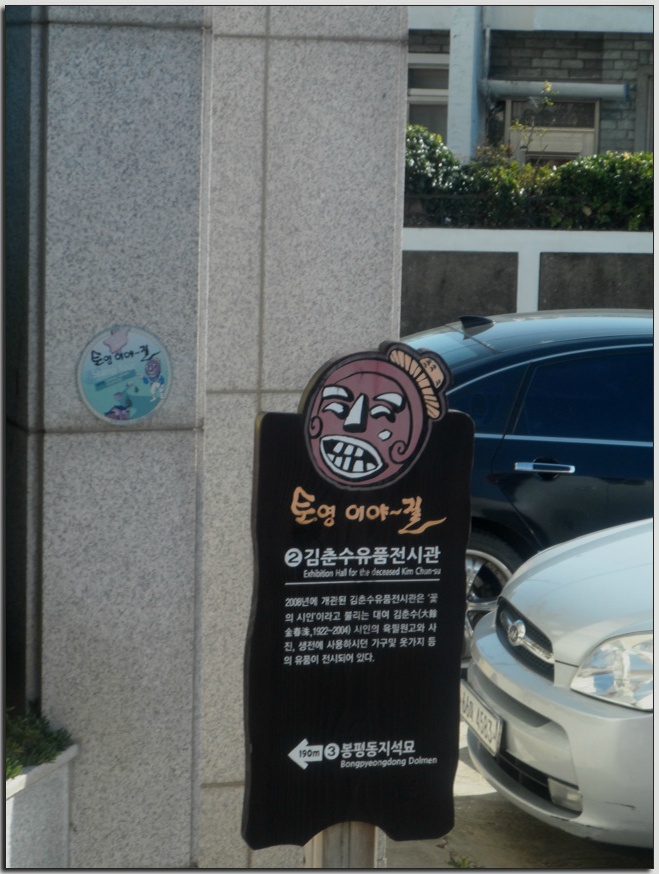 통영 이야~길
통영 이야~길
2 김춘수유품전시관
Exhibition Hall for the deceased Kim Chun-su
2008년에 개관된 김춘수유품전시관은 '꽃
의 시인'이라고 불리는 대여 김춘수(大餘
金春洙,1922~2004) 시인의 육필원고와 사
진, 생전에 사용하시던 가구및 옷가지 등
의 유품이 전시되어 있다.
190m 3 봉평동지석묘
Bongpyeongdong Dolmen